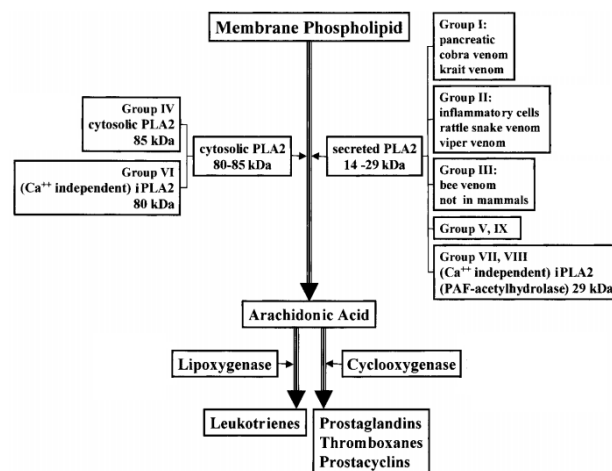 Membrane Phospholipid
Group I:
pancreatic
cobra venom
krait venom
Group IV
cytosolic PLA2
85 kDa
Group II:
inflammatory cells
rattle snake venom
viper venom
cytosolic PLA2
80-85 kDa
secreted PLA2
14 -29 kDa
Group VI
(Ca⁺⁺ independent) iPLA2
80 kDa
Group III:
bee venom
not in mammals
Group V, IX
Group VII, VIII
(Ca⁺⁺ independent) iPLA2
(PAF-acetylhydrolase) 29 kDa
Arachidonic Acid
Lipoxygenase
Cyclooxygenase
Leukotrienes
Prostaglandins
Thromboxanes
Prostacyclins